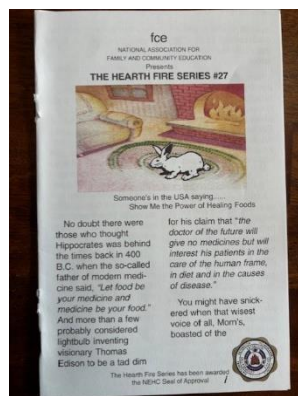 fce
NATIONAL ASSOCIATION FOR
FAMILY AND COMMUNITY EDUCATION
Presents
THE HEARTH FIRE SERIES #27
Someone's in the USA saying.....
Show Me the Power of Healing Foods
No doubt there were
those who thought
Hippocrates was behind
the times back in 400
B.C. when the so-called
father of modern medi-
cine said, "Let food be
your medicine and
medicine be your food."
And more than a few
probably considered
lightbulb inventing
visionary Thomas
Edison to be a tad dim
for his claim that "the
doctor of the future will
give no medicines but will
interest his patients in the
care of the human frame,
in diet and in the causes
of disease."
You might have snick-
ered when that wisest
voice of all, Mom's,
boasted of the
The Hearth Fire Series has been awarded
the NEHC Seal of Approval